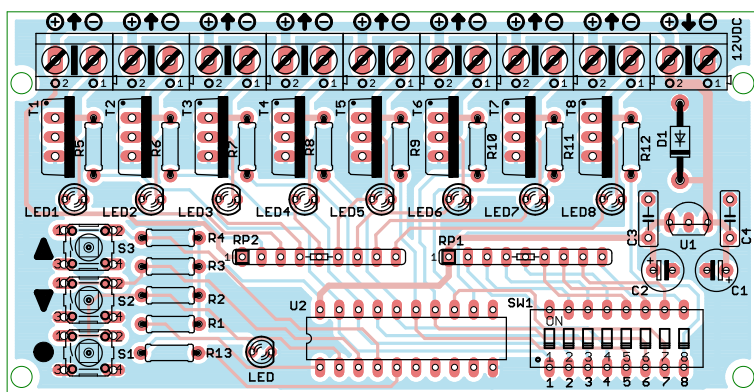 12VDC
2 1 2 1 2 1 2 1 2 1 2 1 2 1 2 1 2 1
T1 T2 T3 T4 T5 T6 T7 T8
R5 R6 R7 R8 R9 R10 R11 R12 D1
LED1 LED2 LED3 LED4 LED5 LED6 LED7 LED8
C3 U1 C4
S3 R4
RP2 1
RP1 1
R3
S2 R2
C2 C1
U2
SW1
R1
ON
S1 R13
LED
1 2 3 4 5 6 7 8
1 2 3 4 5 6 7 8